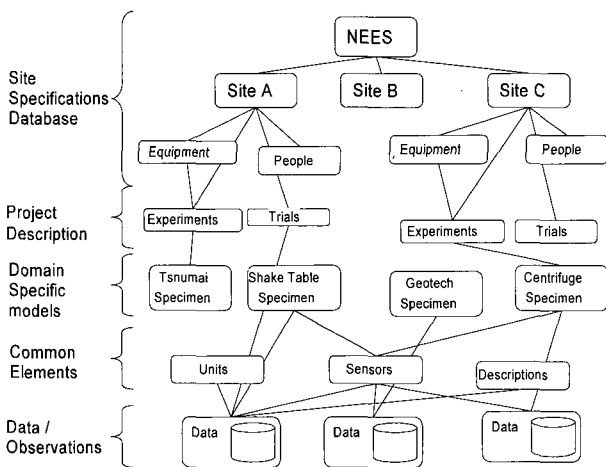 NEES
Site
Specifications
Database
Site A
Site B
Site C
Equipment
People
Equipment
People
Project
Description
Experiments
Trials
Experiments
Trials
Domain
Specific
models
Tsnumai
Specimen
Shake Table
Specimen
Geotech
Specimen
Centrifuge
Specimen
Common
Elements
Units
Sensors
Descriptions
Data /
Observations
Data
Data
Data